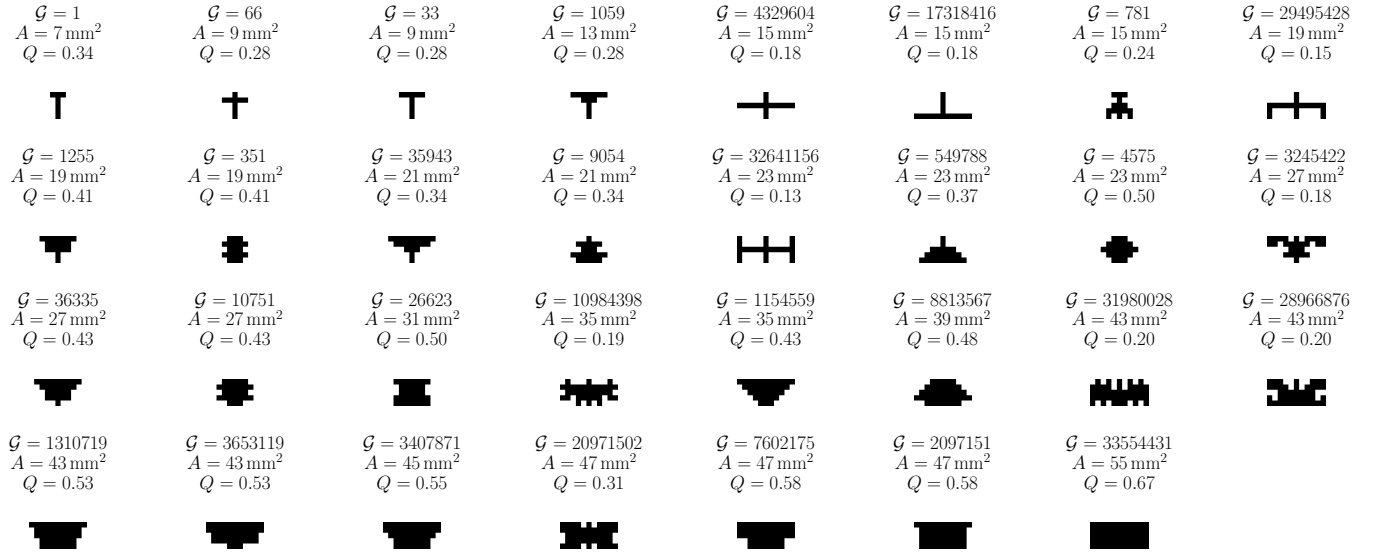 𝒢 = 1 𝒢 = 66 𝒢 = 33 𝒢 = 1059 𝒢 = 4329604 𝒢 = 17318416 𝒢 = 781 𝒢 = 29495428
A = 7 mm² A = 9 mm² A = 9 mm² A = 13 mm² A = 15 mm² A = 15 mm² A = 15 mm² A = 19 mm²
Q = 0.34 Q = 0.28 Q = 0.28 Q = 0.28 Q = 0.18 Q = 0.18 Q = 0.24 Q = 0.15
𝒢 = 1255 𝒢 = 351 𝒢 = 35943 𝒢 = 9054 𝒢 = 32641156 𝒢 = 549788 𝒢 = 4575 𝒢 = 3245422
A = 19 mm² A = 19 mm² A = 21 mm² A = 21 mm² A = 23 mm² A = 23 mm² A = 23 mm² A = 27 mm²
Q = 0.41 Q = 0.41 Q = 0.34 Q = 0.34 Q = 0.13 Q = 0.37 Q = 0.50 Q = 0.18
𝒢 = 36335 𝒢 = 10751 𝒢 = 26623 𝒢 = 10984398 𝒢 = 1154559 𝒢 = 8813567 𝒢 = 31980028 𝒢 = 28966876
A = 27 mm² A = 27 mm² A = 31 mm² A = 35 mm² A = 35 mm² A = 39 mm² A = 43 mm² A = 43 mm²
Q = 0.43 Q = 0.43 Q = 0.50 Q = 0.19 Q = 0.43 Q = 0.48 Q = 0.20 Q = 0.20
𝒢 = 1310719 𝒢 = 3653119 𝒢 = 3407871 𝒢 = 20971502 𝒢 = 7602175 𝒢 = 2097151 𝒢 = 33554431
A = 43 mm² A = 43 mm² A = 45 mm² A = 47 mm² A = 47 mm² A = 47 mm² A = 55 mm²
Q = 0.53 Q = 0.53 Q = 0.55 Q = 0.31 Q = 0.58 Q = 0.58 Q = 0.67